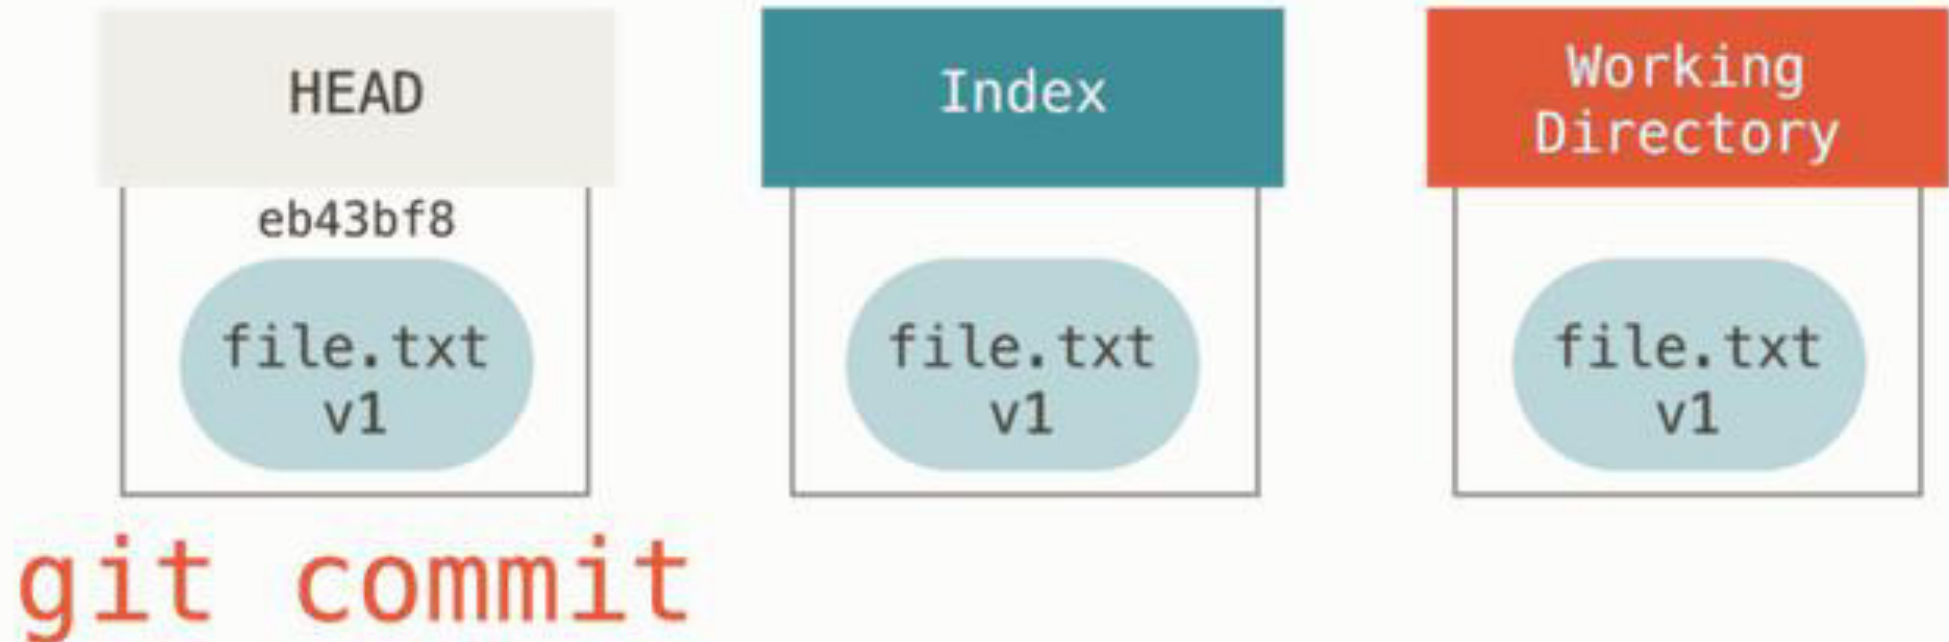 HEAD
Index
Working
Directory
eb43bf8
file.txt
v1
file.txt
v1
file.txt
v1
git commit